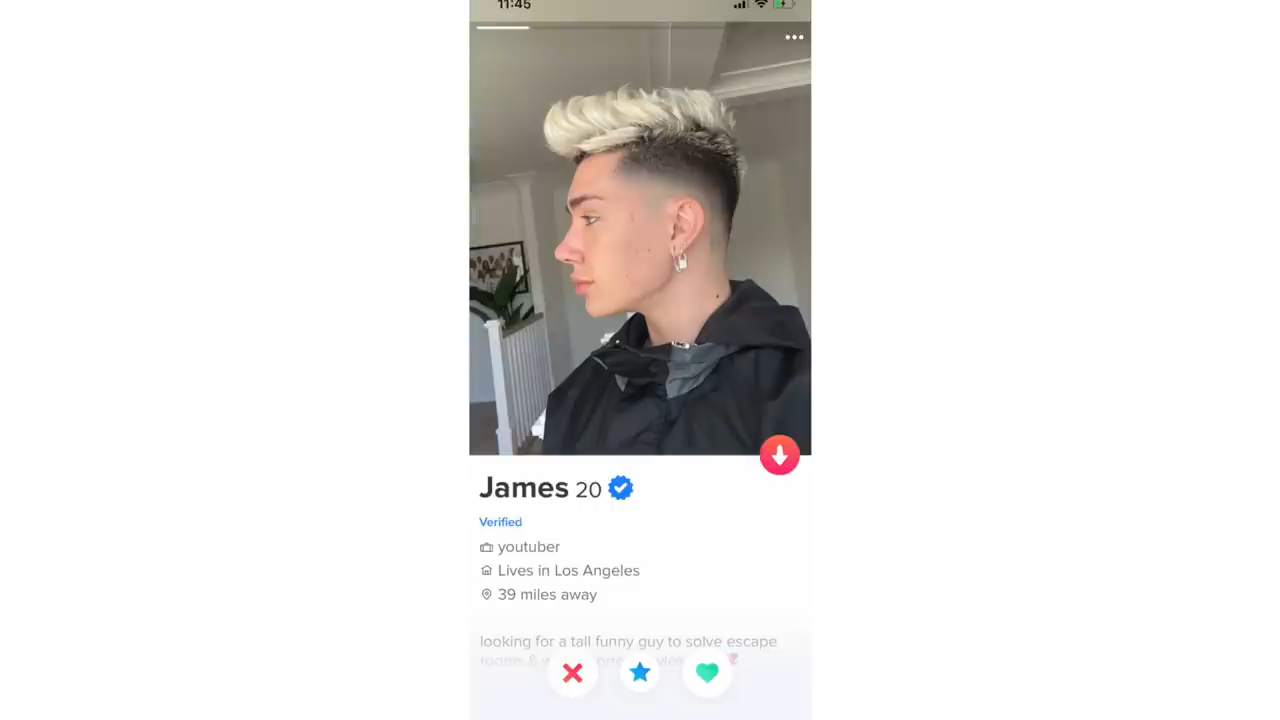 11:45
James 20
Verified
youtuber
Lives in Los Angeles
39 miles away
looking for a tall funny guy to solve escape